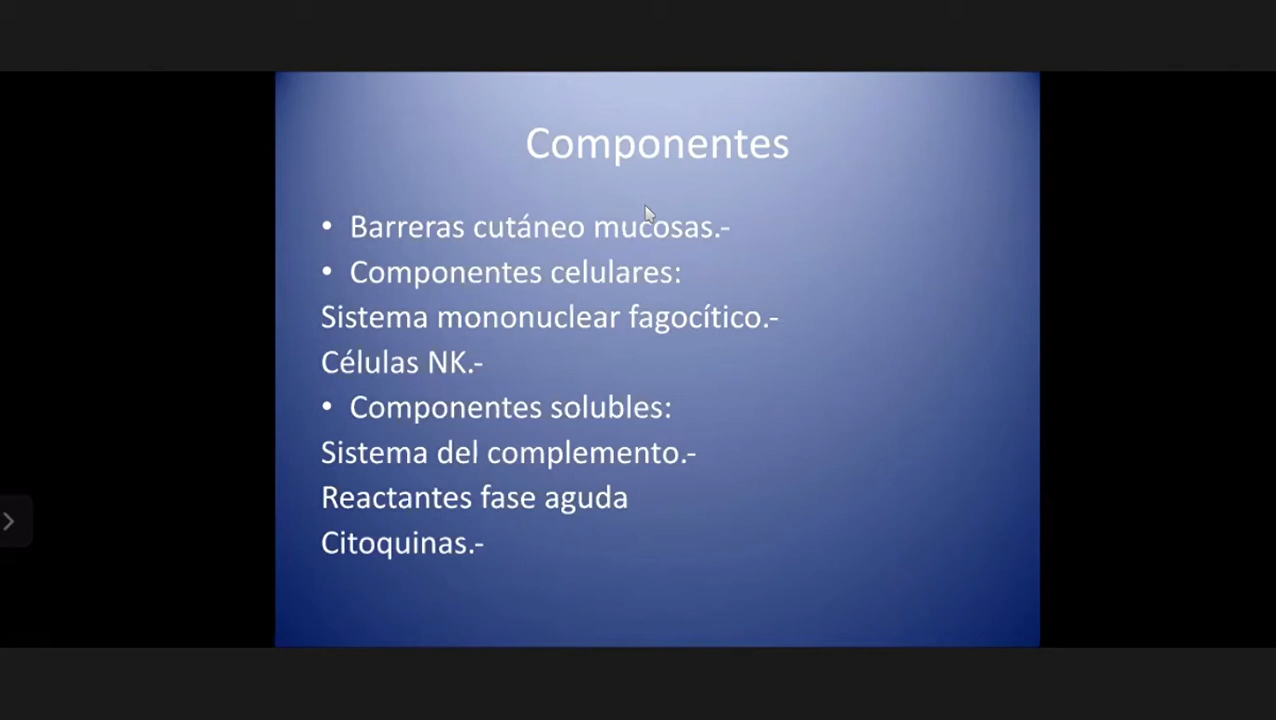 Componentes
• Barreras cutáneo mucosas.-
• Componentes celulares:
Sistema mononuclear fagocítico.-
Células NK.-
• Componentes solubles:
Sistema del complemento.-
Reactantes fase aguda
Citoquinas.-